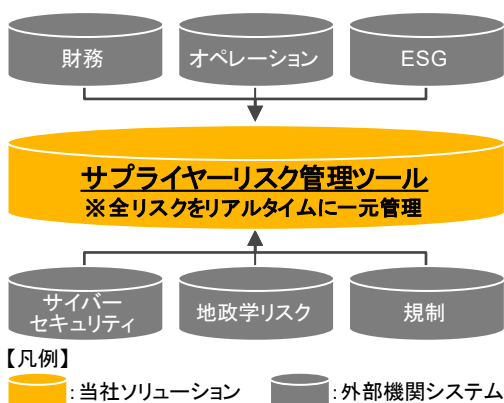 財務
オペレーション
ESG
サプライヤーリスク管理ツール
※全リスクをリアルタイムに一元管理
サイバー
セキュリティ
地政学リスク
規制
【凡例】
:当社ソリューション
:外部機関システム